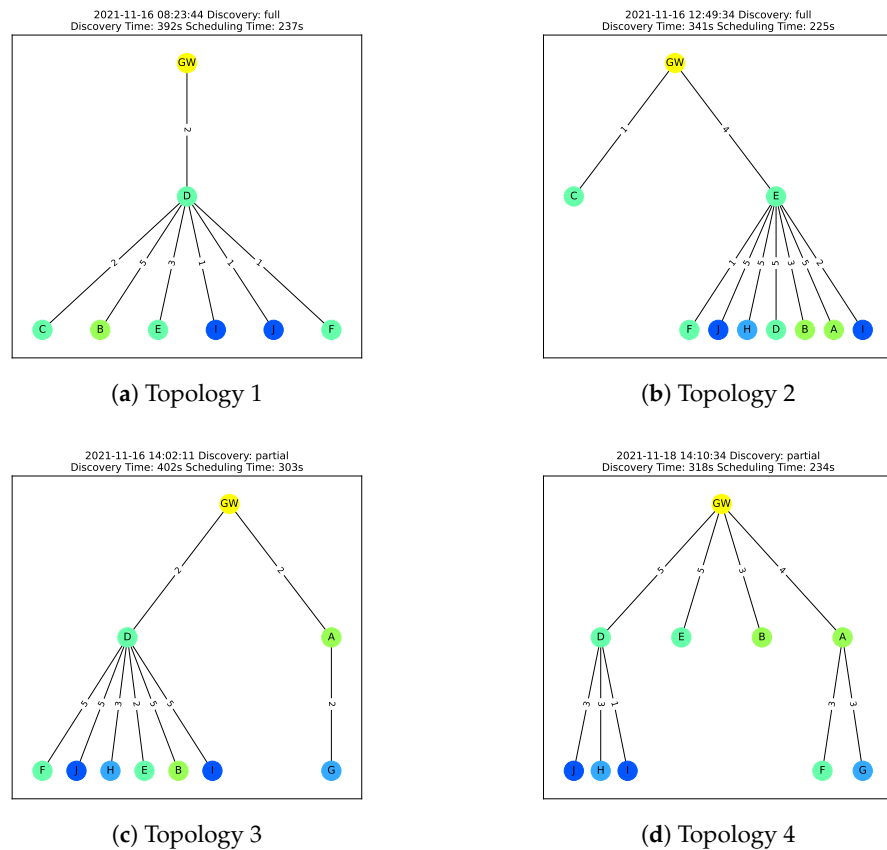 2021-11-16 08:23:44 Discovery: full
Discovery Time: 392s Scheduling Time: 237s
GW
2
D
2 5 3 1 1 1
C B E I J F
(a) Topology 1
2021-11-16 12:49:34 Discovery: full
Discovery Time: 341s Scheduling Time: 225s
GW
1 4
C E
1 5 5 5 3 5 2
F J H D B A I
(b) Topology 2
2021-11-16 14:02:11 Discovery: partial
Discovery Time: 402s Scheduling Time: 303s
GW
2 2
D A
5 5 3 2 5 5 2
F J H E B I G
(c) Topology 3
2021-11-18 14:10:34 Discovery: partial
Discovery Time: 318s Scheduling Time: 234s
GW
5 5 3 4
D E B A
3 3 1 3 3
J H I F G
(d) Topology 4